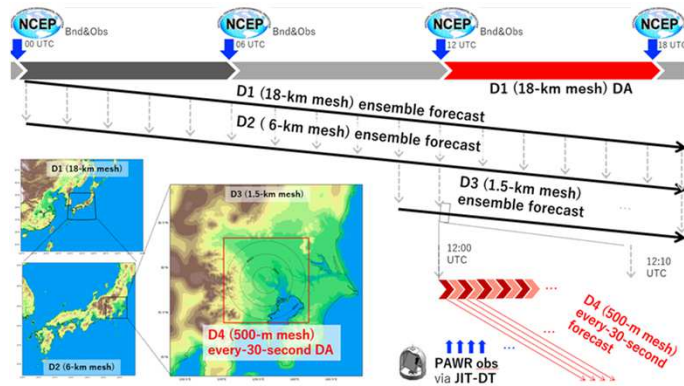 NCEP
NCEP
NCEP
NCEP
00 UTC
Bnd&Obs
06 UTC
Bnd&Obs
12 UTC
18 UTC
D1 (18-km mesh) DA
D1 (18-km mesh) ensemble forecast
D2 ( 6-km mesh) ensemble forecast
D3 (1.5-km mesh)
ensemble forecast
...
D1 (18-km mesh)
D2 (6-km mesh)
D3 (1.5-km mesh)
D4 (500-m mesh)
every-30-second DA
12:00
UTC
12:10
UTC
...
D4 (500-m mesh)
every-30-second
forecast
...
PAWR obs
via JIT-DT
...